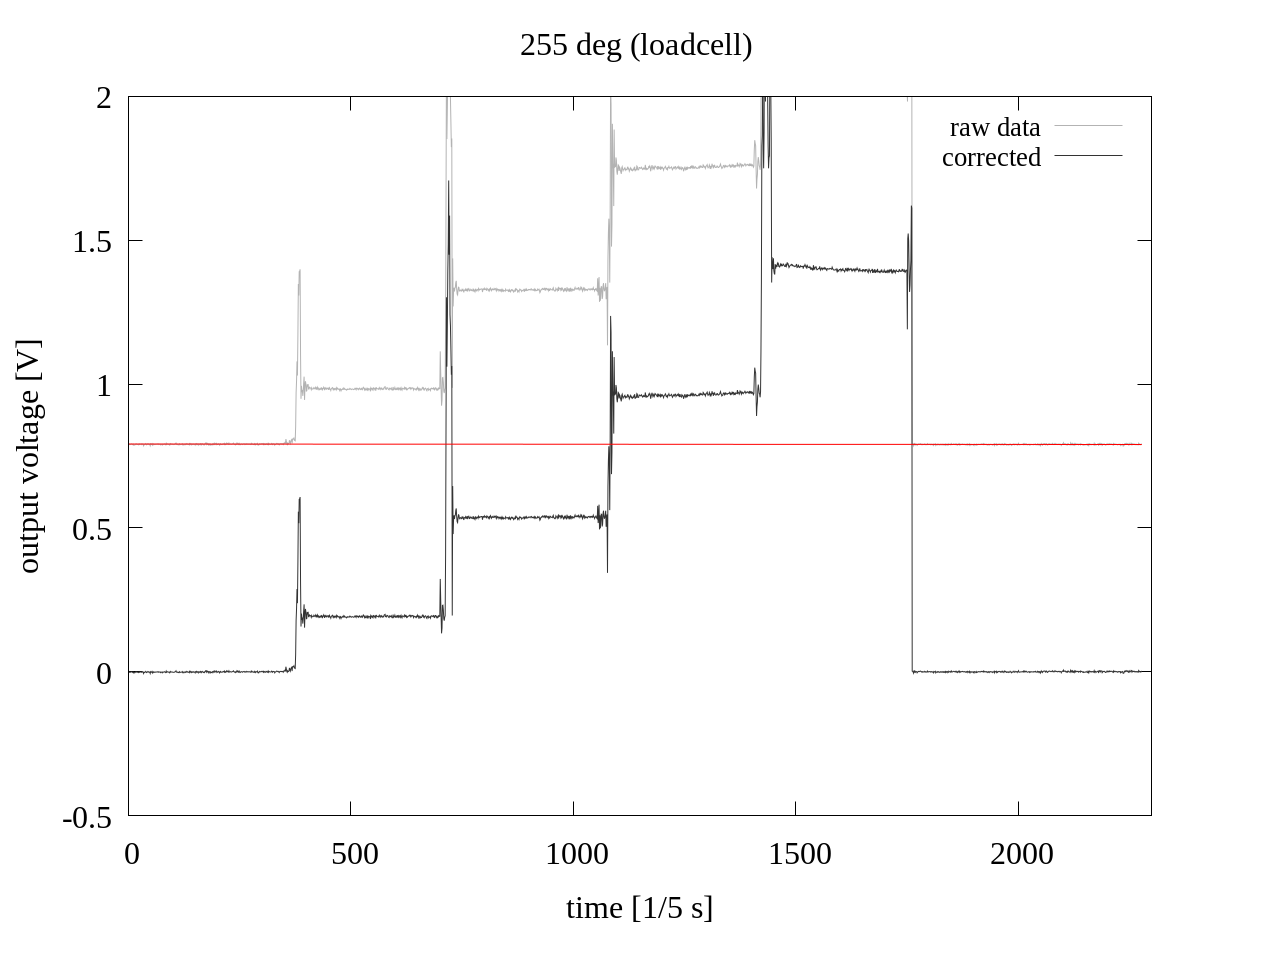 255 deg (loadcell)
raw data
corrected
2
1.5
1
0.5
0
-0.5
output voltage [V]
0 500 1000 1500 2000
time [1/5 s]